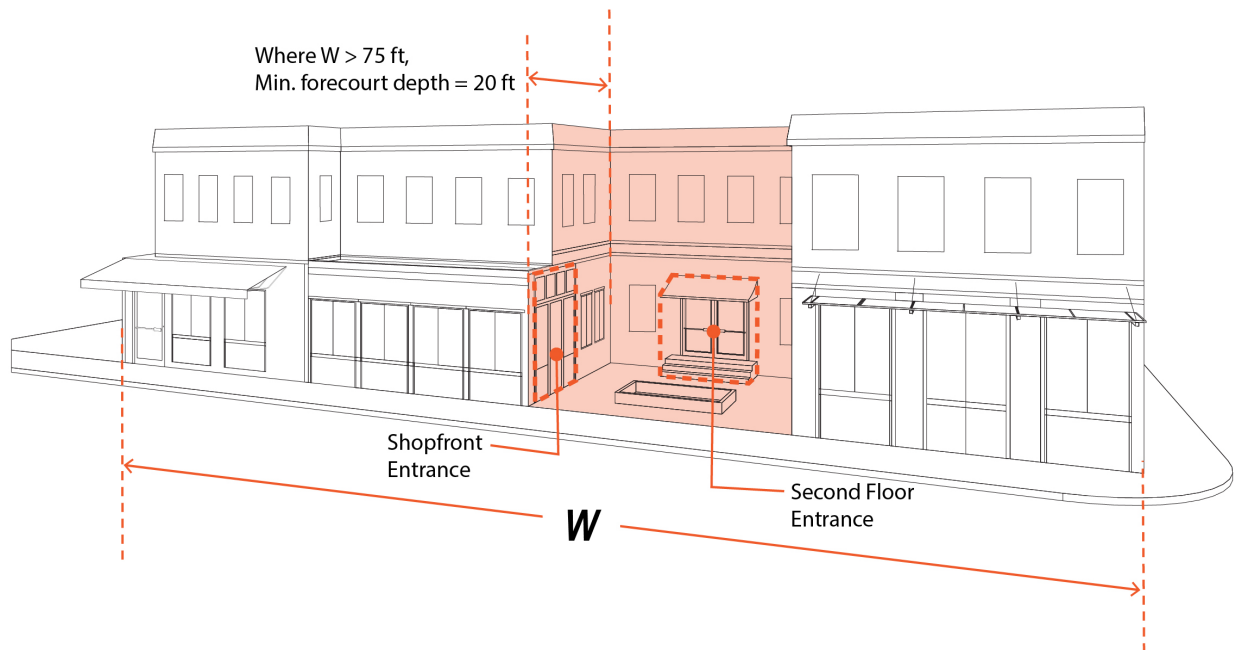 Where W > 75 ft,
Min. forecourt depth = 20 ft
Shopfront
Entrance
Second Floor
Entrance
W